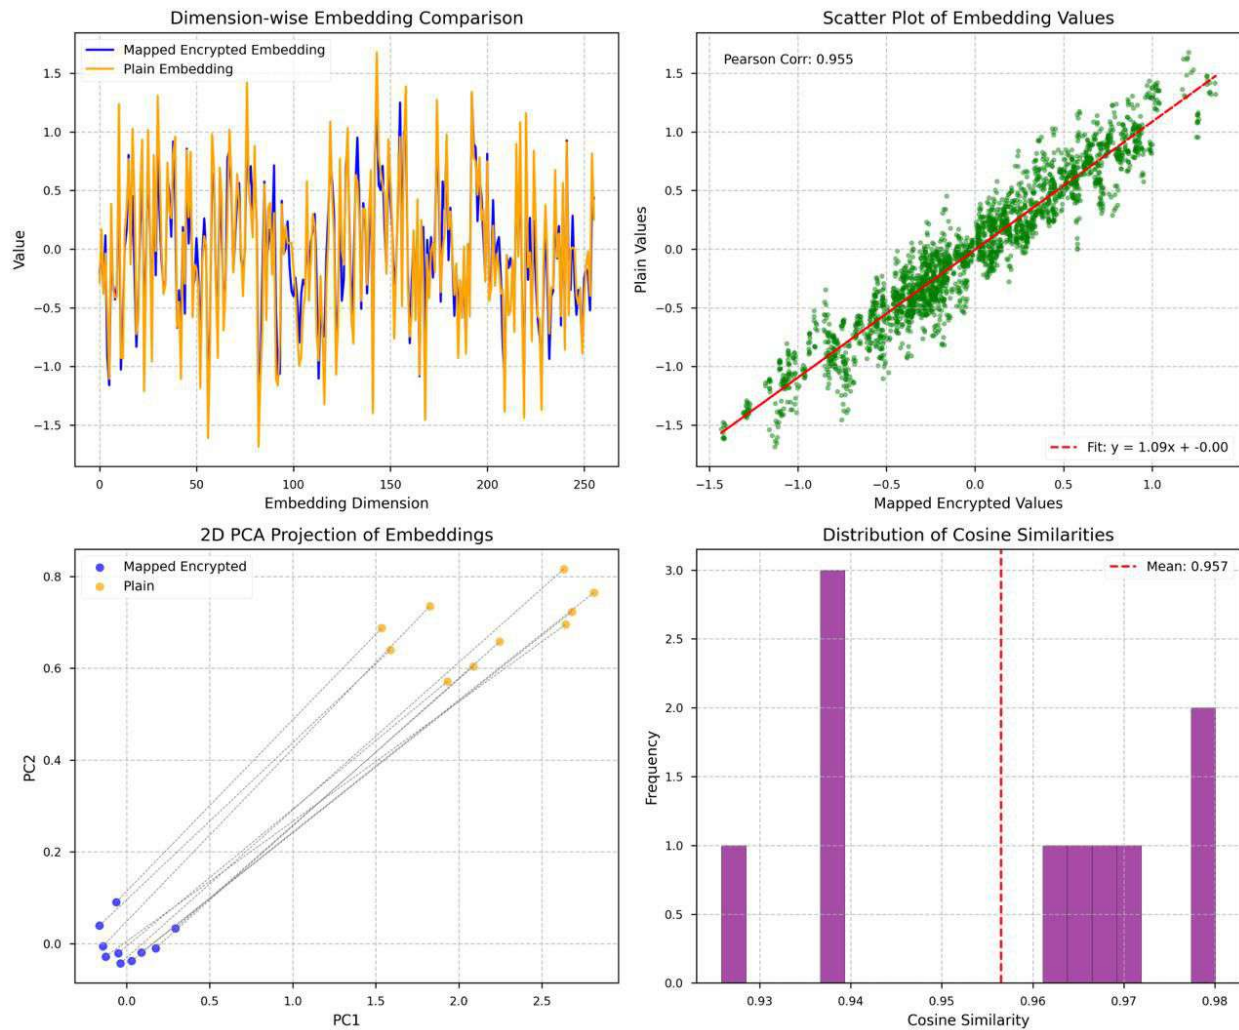 Dimension-wise Embedding Comparison
Mapped Encrypted Embedding
Plain Embedding
Value
1.5
1.0
0.5
0.0
−0.5
−1.0
−1.5
0
50
100
150
200
250
Embedding Dimension
Scatter Plot of Embedding Values
Pearson Corr: 0.955
Plain Values
1.5
1.0
0.5
0.0
−0.5
−1.0
−1.5
Fit: y = 1.09x + -0.00
−1.5
−1.0
−0.5
0.0
0.5
1.0
Mapped Encrypted Values
2D PCA Projection of Embeddings
Mapped Encrypted
Plain
PC2
0.8
0.6
0.4
0.2
0.0
0.0
0.5
1.0
1.5
2.0
2.5
PC1
Distribution of Cosine Similarities
Mean: 0.957
Frequency
3.0
2.5
2.0
1.5
1.0
0.5
0.0
0.93
0.94
0.95
0.96
0.97
0.98
Cosine Similarity